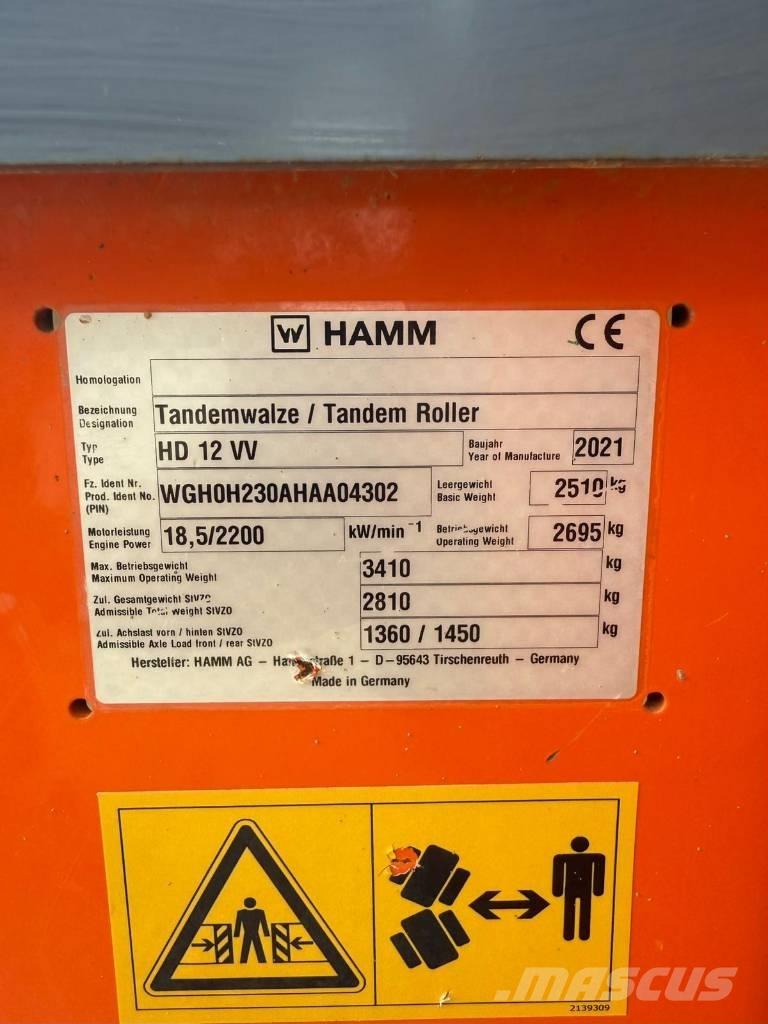 HAMM CE
Homologation
Bezeichnung
Designation
Tandemwalze / Tandem Roller
Typ
Type
HD 12 VV
Baujahr
Year of Manufacture
2021
Fz. Ident Nr.
Prod. Ident No.
(PIN)
WGH0H230AHAA04302
Leergewicht
Basic Weight
2510 kg
Motorleistung
Engine Power
18,5/2200
kW/min -1
Betriebsgewicht
Operating Weight
2695 kg
Max. Betriebsgewicht
Maximum Operating Weight
3410 kg
Zul. Gesamtgewicht StVZO
Admissible Total weight StVZO
2810 kg
Zul. Achslast vorn / hinten StVZO
Admissible Axle Load front / rear StVZO
1360 / 1450 kg
Hersteller: HAMM AG – Hammstraße 1 – D–95643 Tirschenreuth – Germany
Made in Germany
2139309
MASCUS